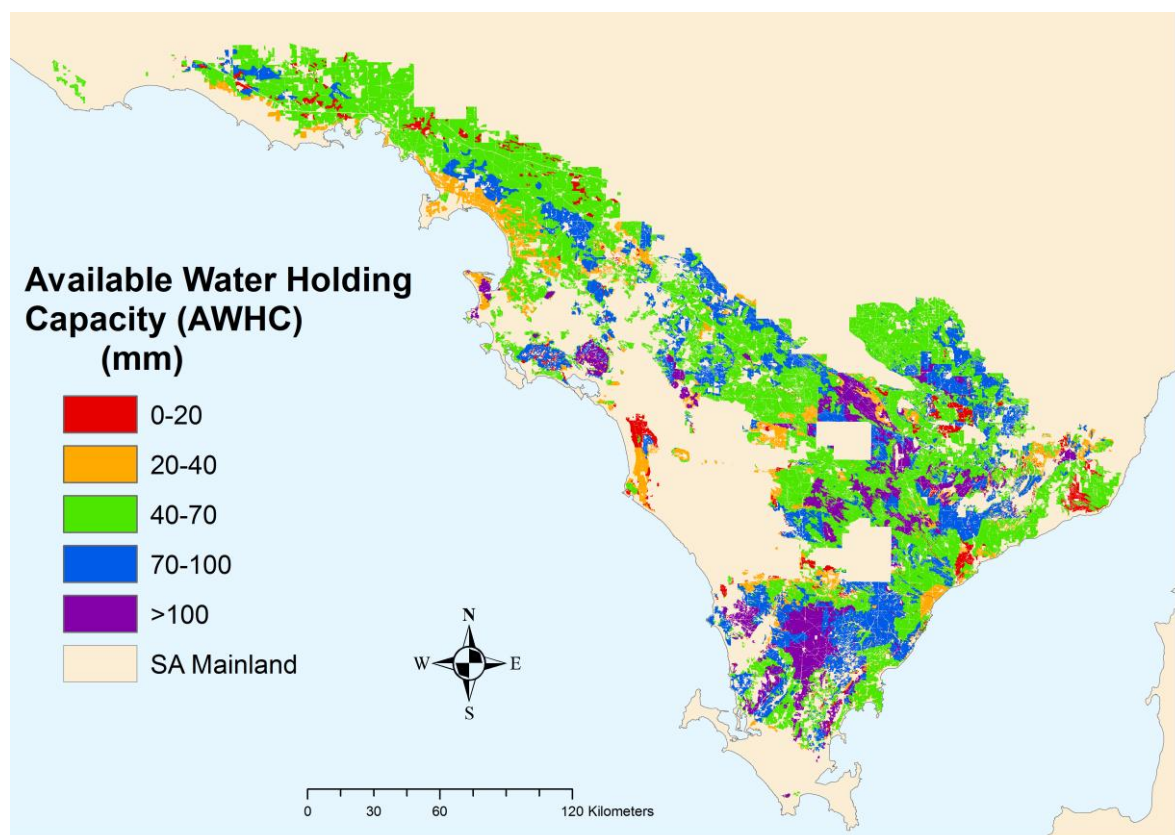 Available Water Holding
Capacity (AWHC)
(mm)
0-20
20-40
40-70
70-100
>100
SA Mainland
N
W E
S
0 30 60 120 Kilometers